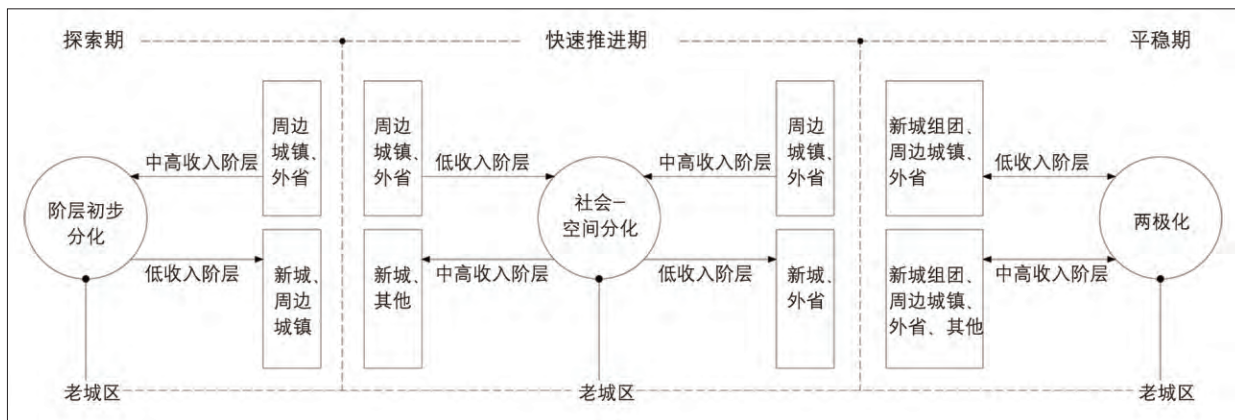 探索期
快速推进期
平稳期
周边
城镇、
外省
中高收入阶层
阶层初步
分化
低收入阶层
新城、
周边
城镇
老城区
周边
城镇、
外省
低收入阶层
新城、
其他
中高收入阶层
社会–
空间分化
周边
城镇、
外省
中高收入阶层
新城、
外省
低收入阶层
老城区
新城组团、
周边城镇、
外省
低收入阶层
新城组团、
周边城镇、
外省、其他
中高收入阶层
两极化
老城区